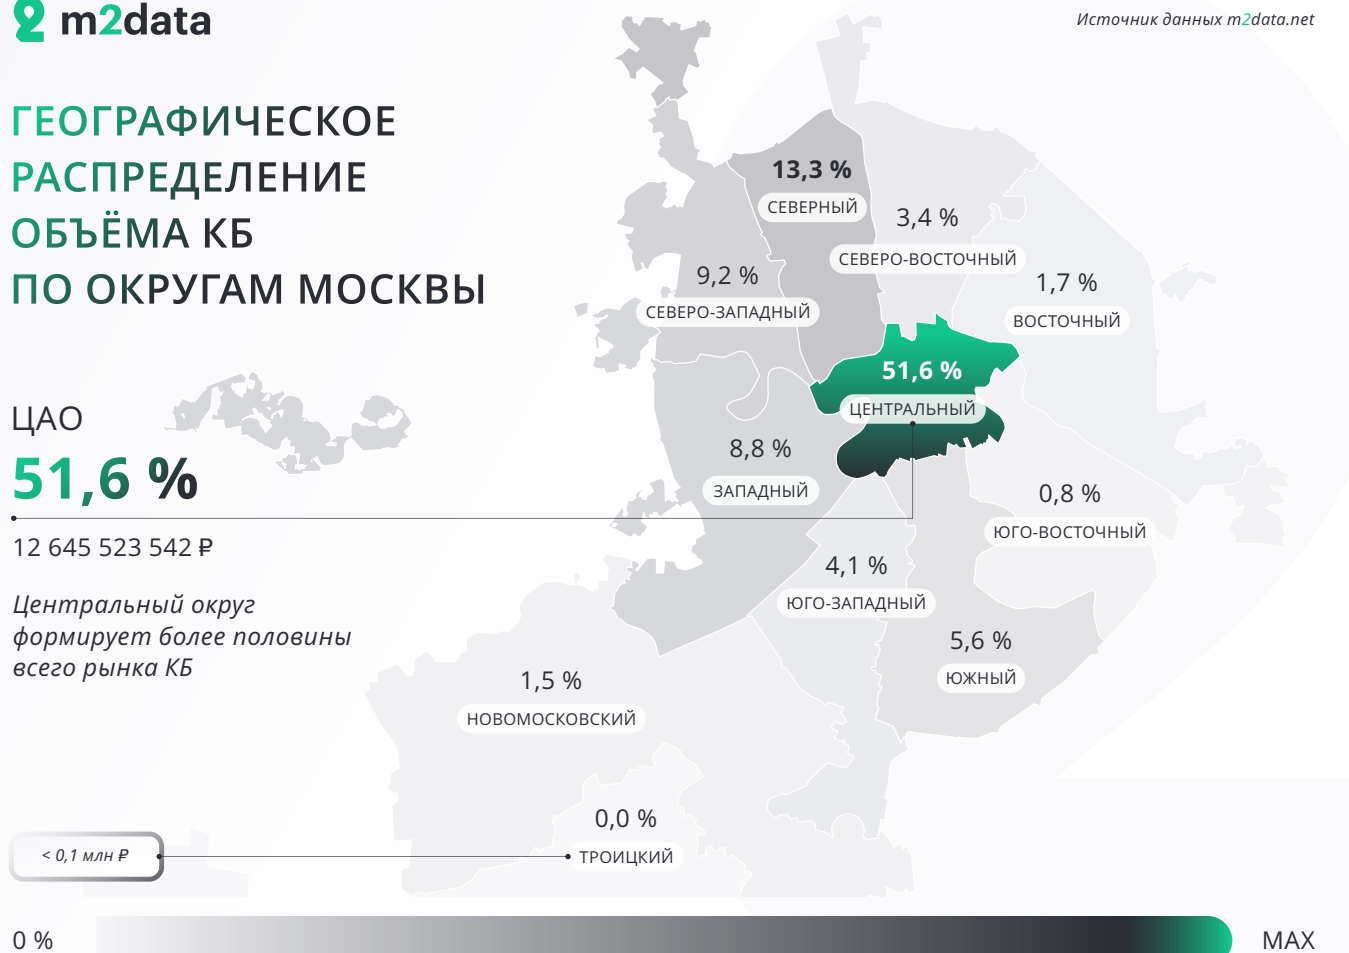 m2data
Источник данных m2data.net
ГЕОГРАФИЧЕСКОЕ
РАСПРЕДЕЛЕНИЕ
ОБЪЁМА КБ
ПО ОКРУГАМ МОСКВЫ
13,3 %
СЕВЕРНЫЙ
3,4 %
СЕВЕРО-ВОСТОЧНЫЙ
9,2 %
СЕВЕРО-ЗАПАДНЫЙ
1,7 %
ВОСТОЧНЫЙ
51,6 %
ЦЕНТРАЛЬНЫЙ
ЦАО
51,6 %
12 645 523 542 ₽
Центральный округ
формирует более половины
всего рынка КБ
8,8 %
ЗАПАДНЫЙ
0,8 %
ЮГО-ВОСТОЧНЫЙ
4,1 %
ЮГО-ЗАПАДНЫЙ
5,6 %
ЮЖНЫЙ
1,5 %
НОВОМОСКОВСКИЙ
0,0 %
ТРОИЦКИЙ
< 0,1 млн ₽
0 %
MAX